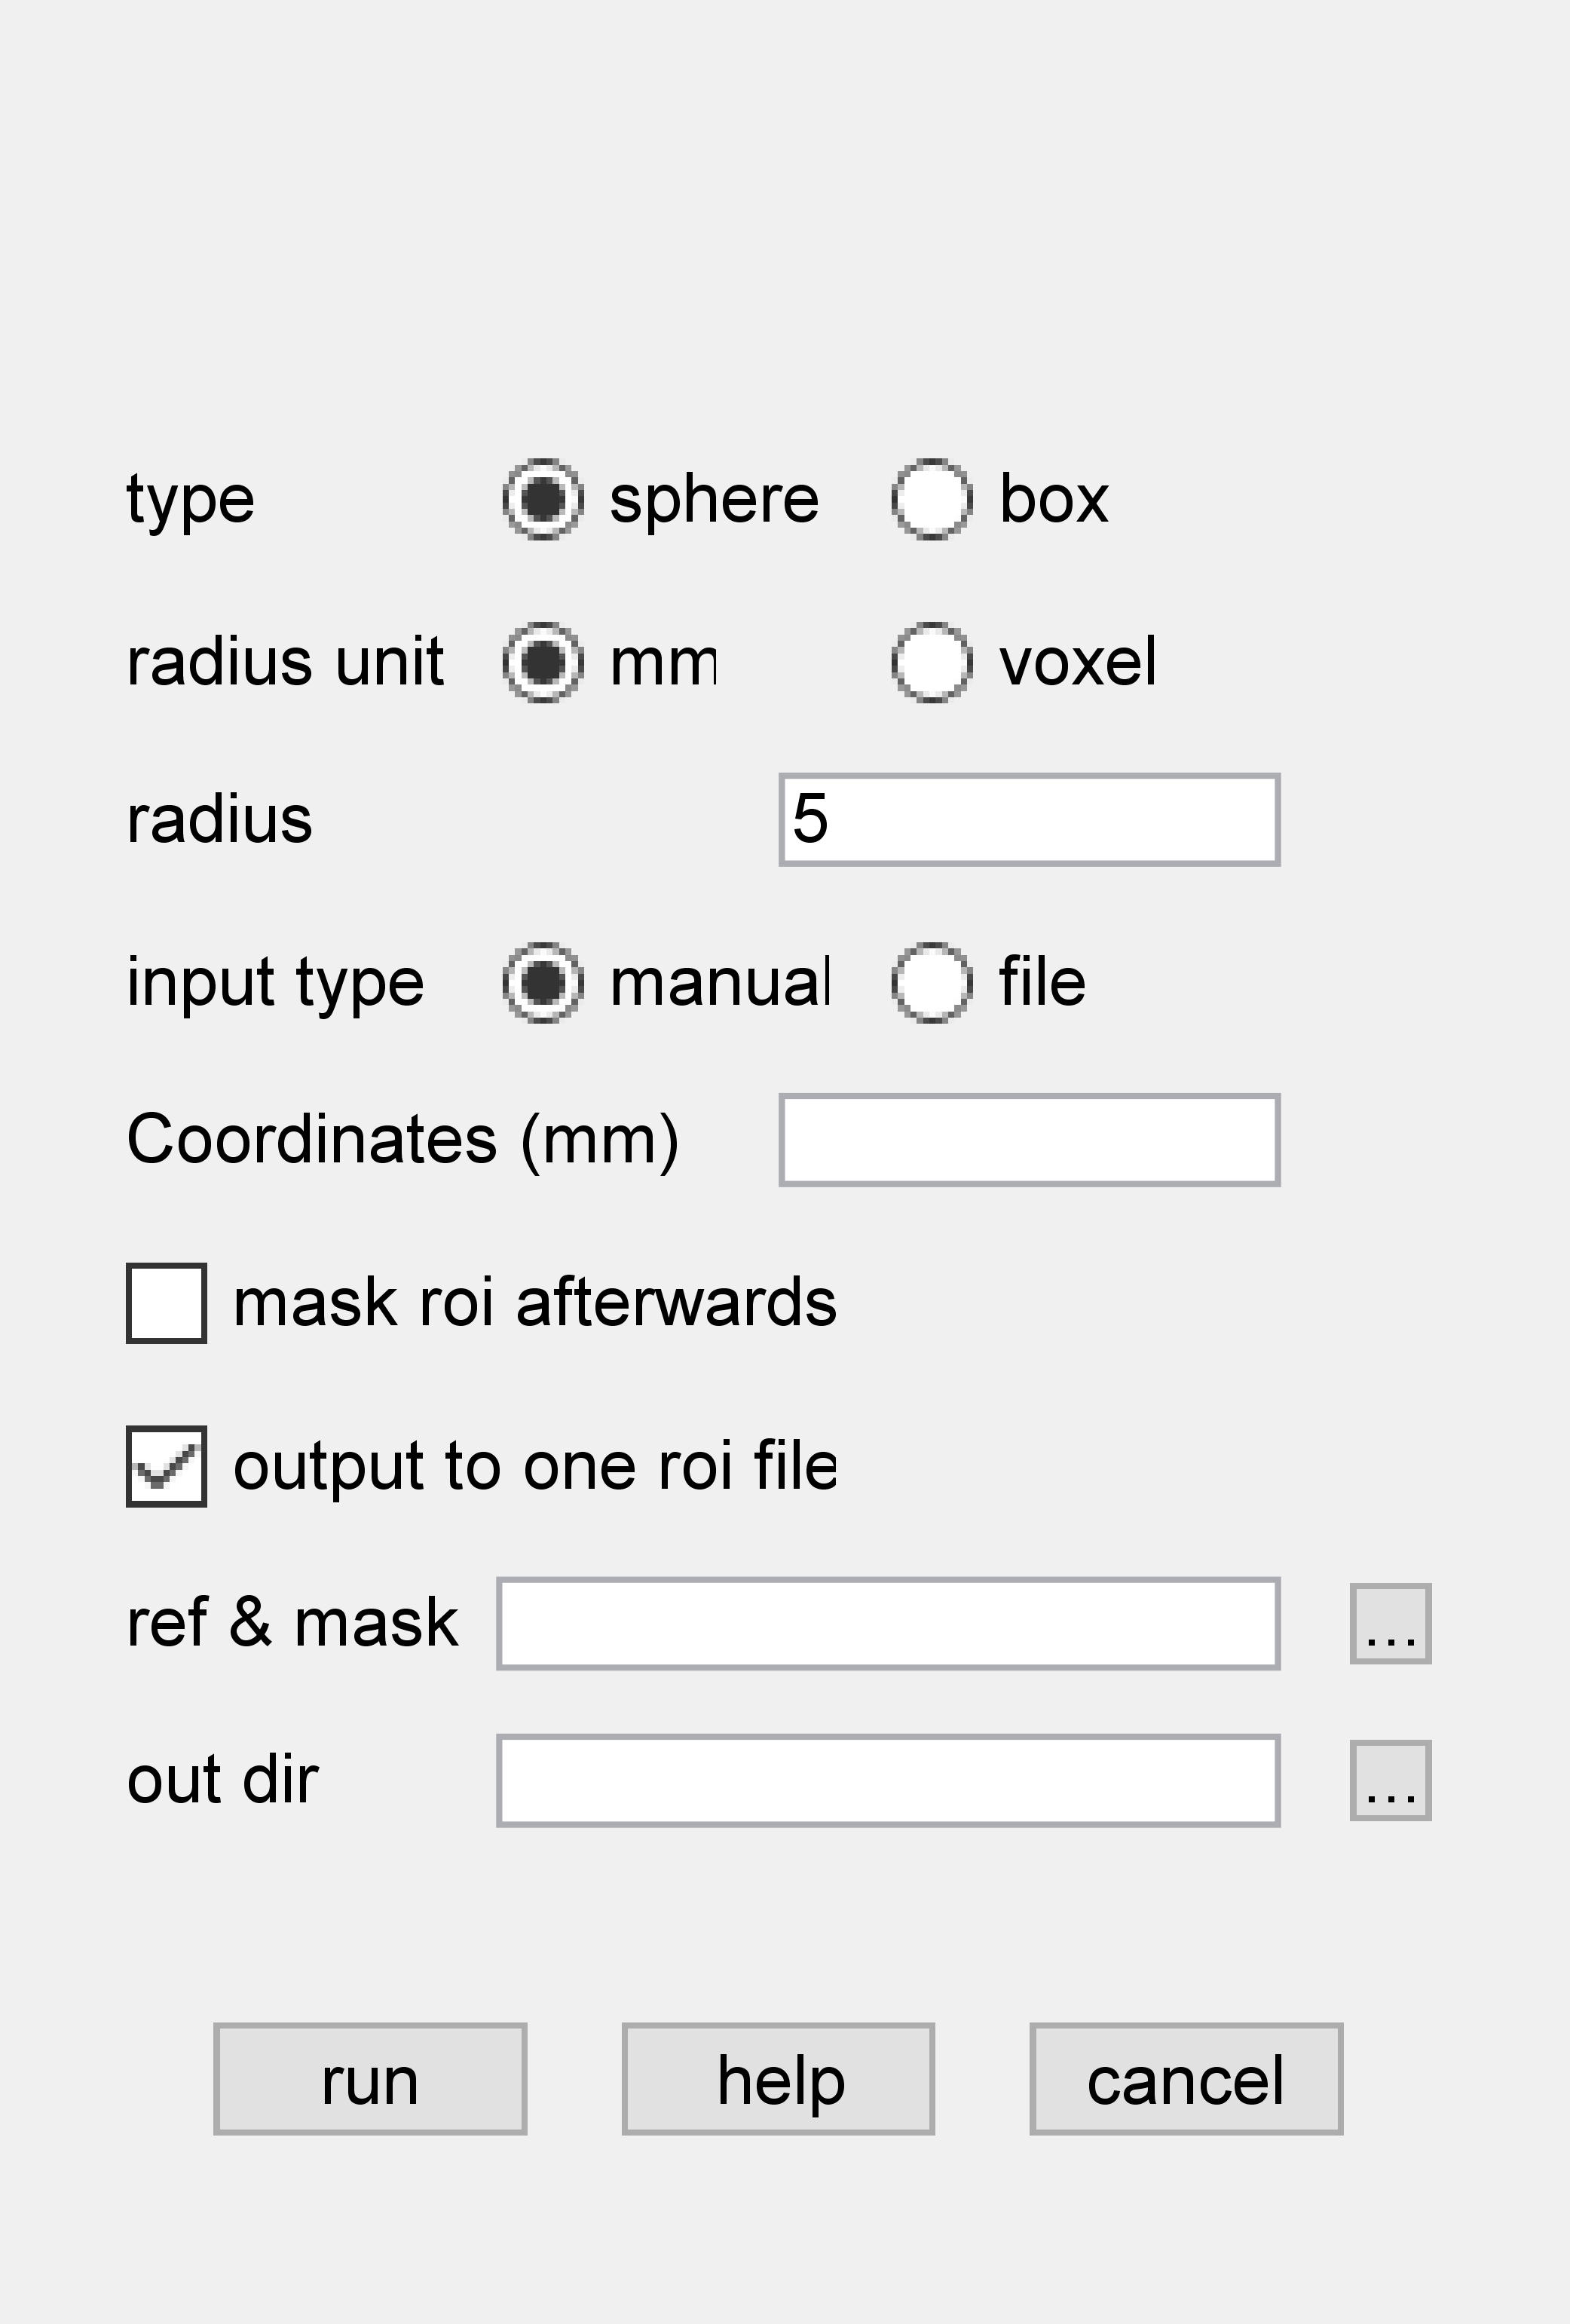 type sphere box
radius unit mm voxel
radius 5
input type manual file
Coordinates (mm)
mask roi afterwards
output to one roi file
ref & mask ...
out dir ...
run help cancel